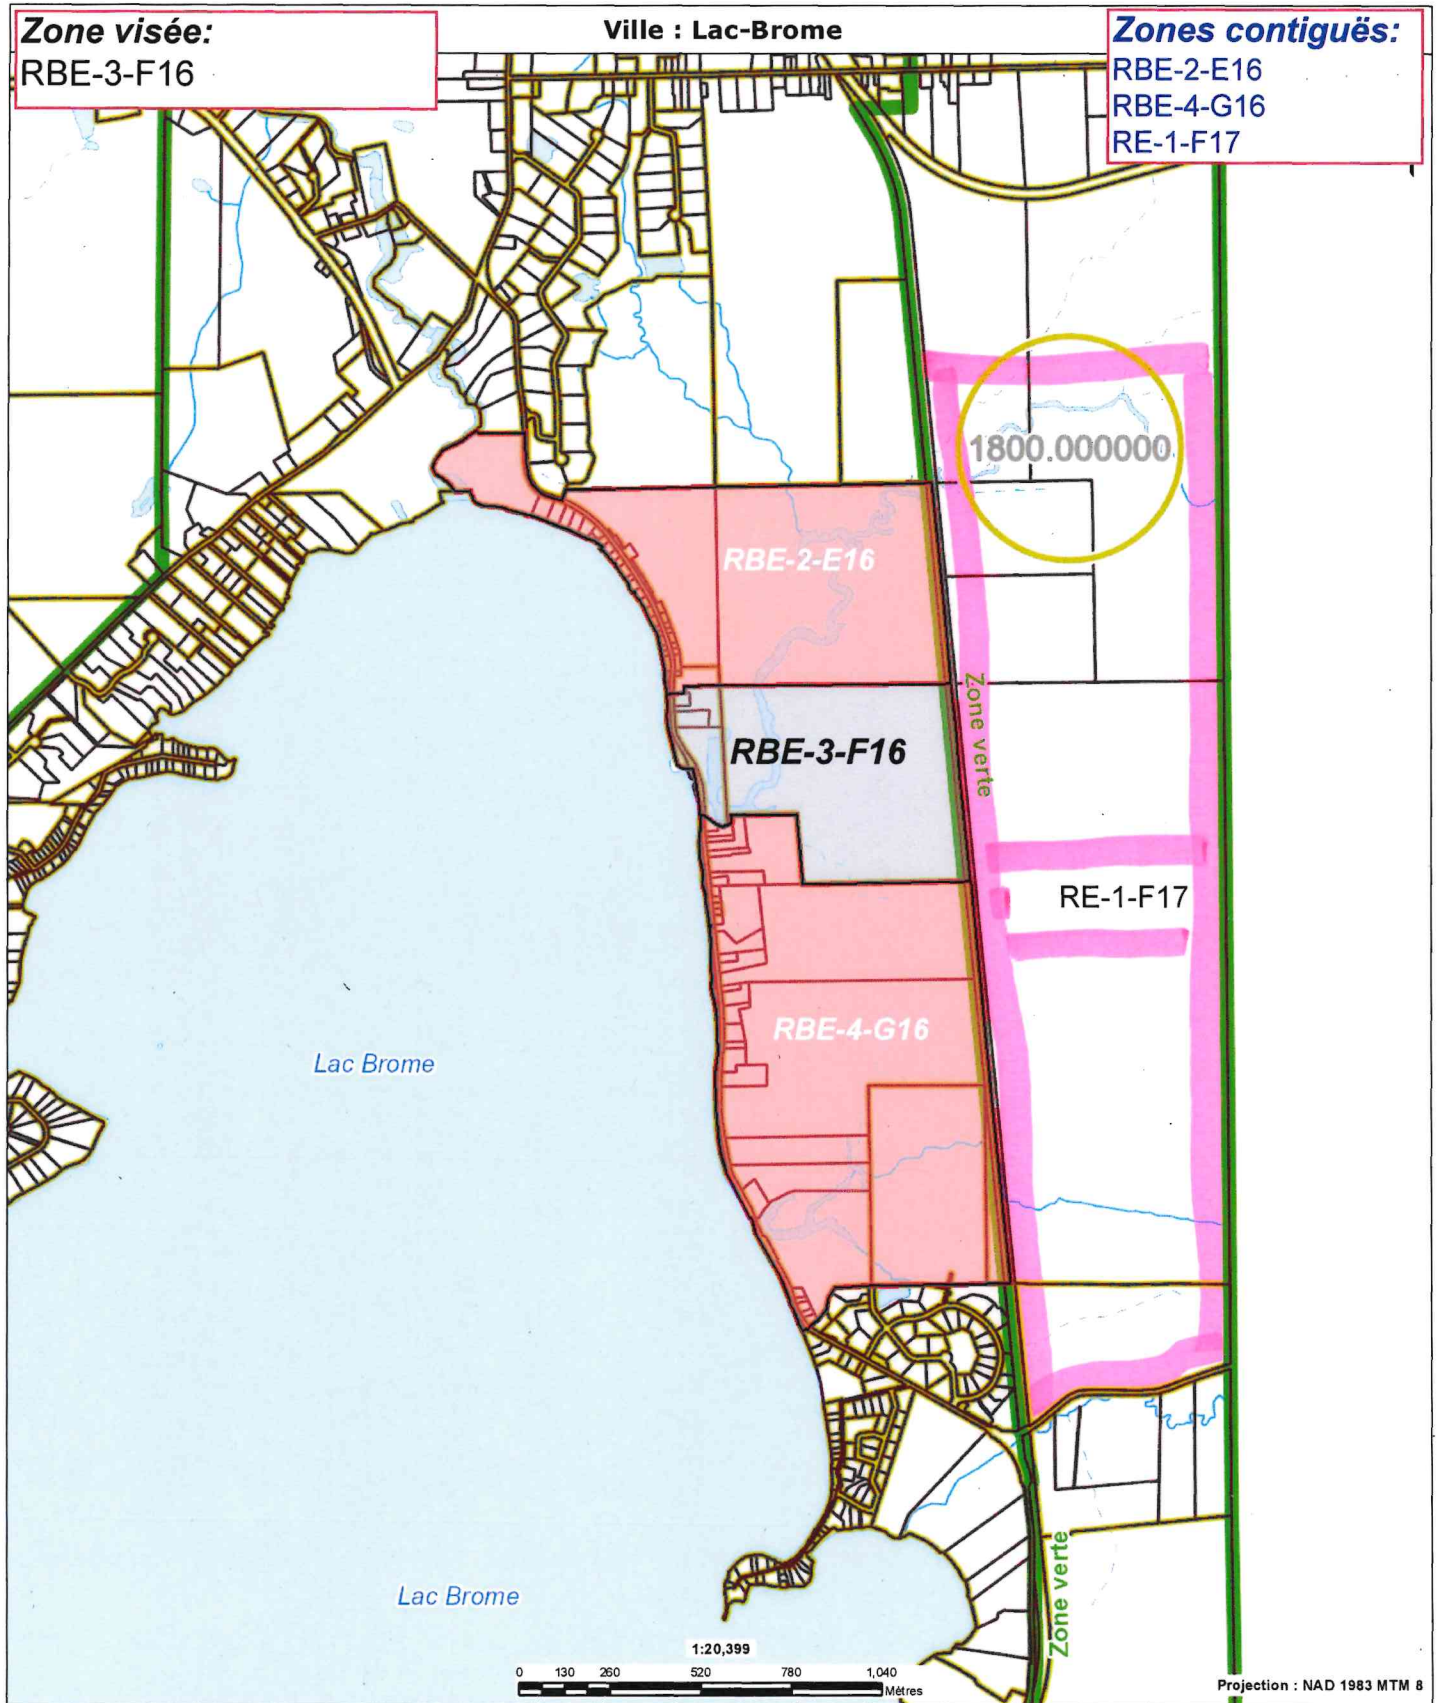 Zone visée:
RBE-3-F16
Ville : Lac-Brome
Zones contiguës:
RBE-2-E16
RBE-4-G16
RE-1-F17
1800.000000
RBE-2-E16
Zone verte
RBE-3-F16
RE-1-F17
RBE-4-G16
Lac Brome
Lac Brome
Zone verte
1:20,399
0 130 260 520 780 1,040
Mètres
Projection : NAD 1983 MTM 8